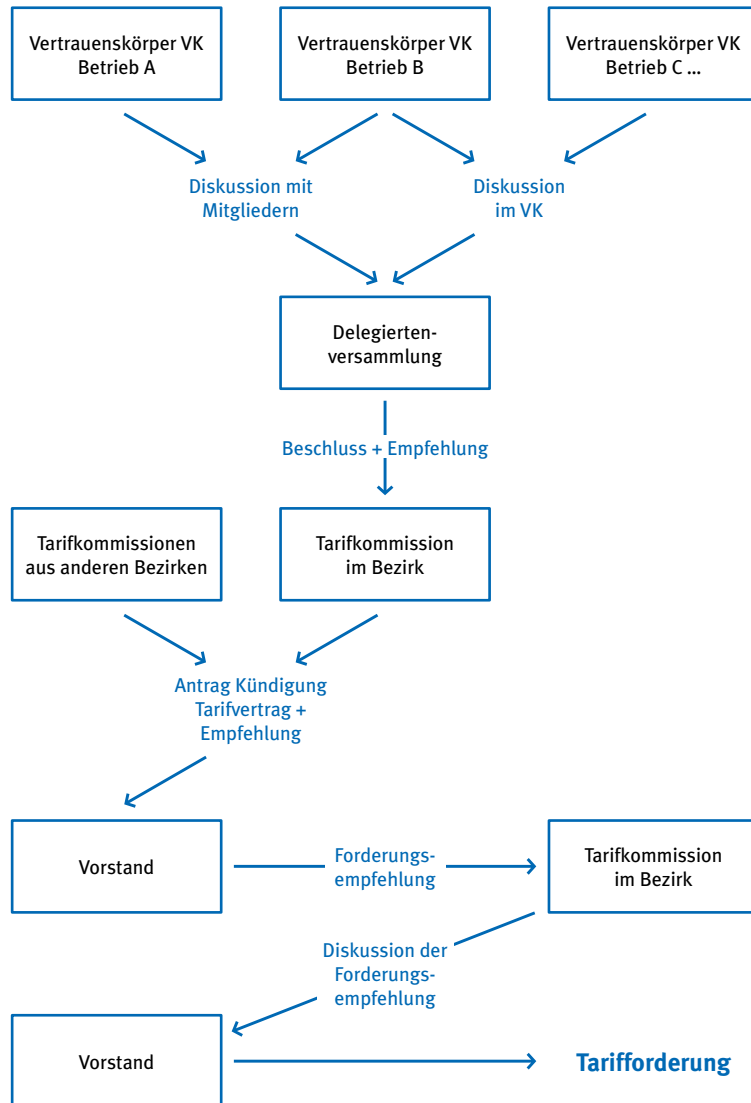 Vertrauenskörper VK
Betrieb A
Vertrauenskörper VK
Betrieb B
Vertrauenskörper VK
Betrieb C ...
Diskussion mit
Mitgliedern
Diskussion
im VK
Delegierten-
versammlung
Beschluss + Empfehlung
Tarifkommissionen
aus anderen Bezirken
Tarifkommission
im Bezirk
Antrag Kündigung
Tarifvertrag +
Empfehlung
Vorstand
Forderungs-
empfehlung
Tarifkommission
im Bezirk
Diskussion der
Forderungs-
empfehlung
Vorstand
Tarifforderung